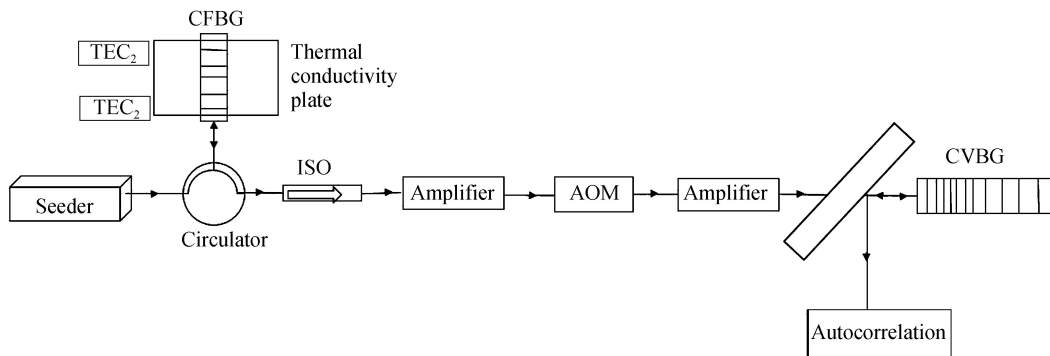 CFBG
TEC₂
TEC₂
Thermal
conductivity
plate
Seeder
Circulator
ISO
Amplifier
AOM
Amplifier
CVBG
Autocorrelation